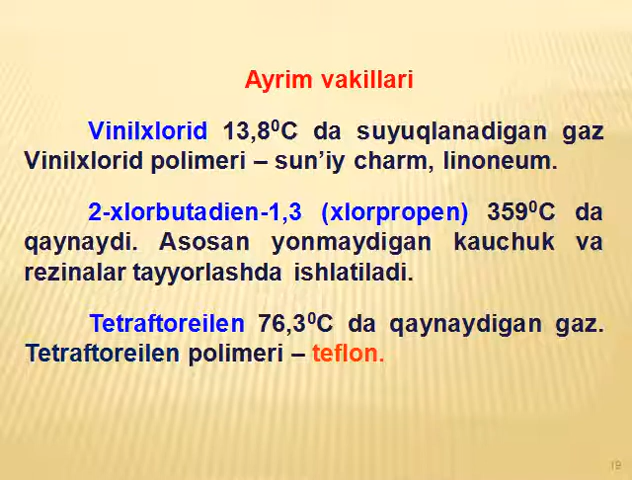 Ayrim vakillari
Vinilxlorid 13,8⁰C da suyuqlanadigan gaz
Vinilxlorid polimeri – sun’iy charm, linoneum.
2-xlorbutadien-1,3 (xlorpropen) 359⁰C da
qaynaydi. Asosan yonmaydigan kauchuk va
rezinalar tayyorlashda ishlatiladi.
Tetraftoreilen 76,3⁰C da qaynaydigan gaz.
Tetraftoreilen polimeri – teflon.
19